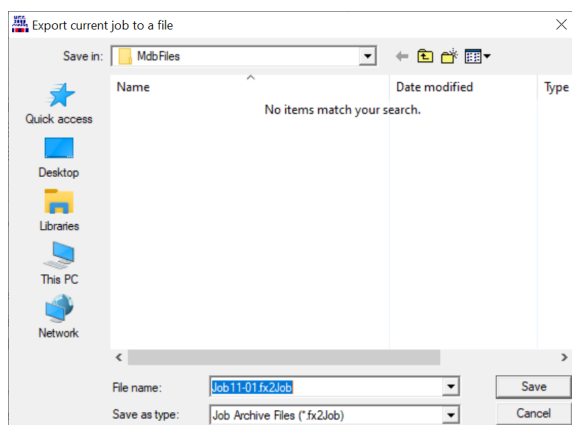 Export current job to a file
Save in: MdbFiles
Name Date modified Type
No items match your search.
Quick access
Desktop
Libraries
This PC
Network
File name: Job11-01.fx2Job Save
Save as type: Job Archive Files (*.fx2Job) Cancel